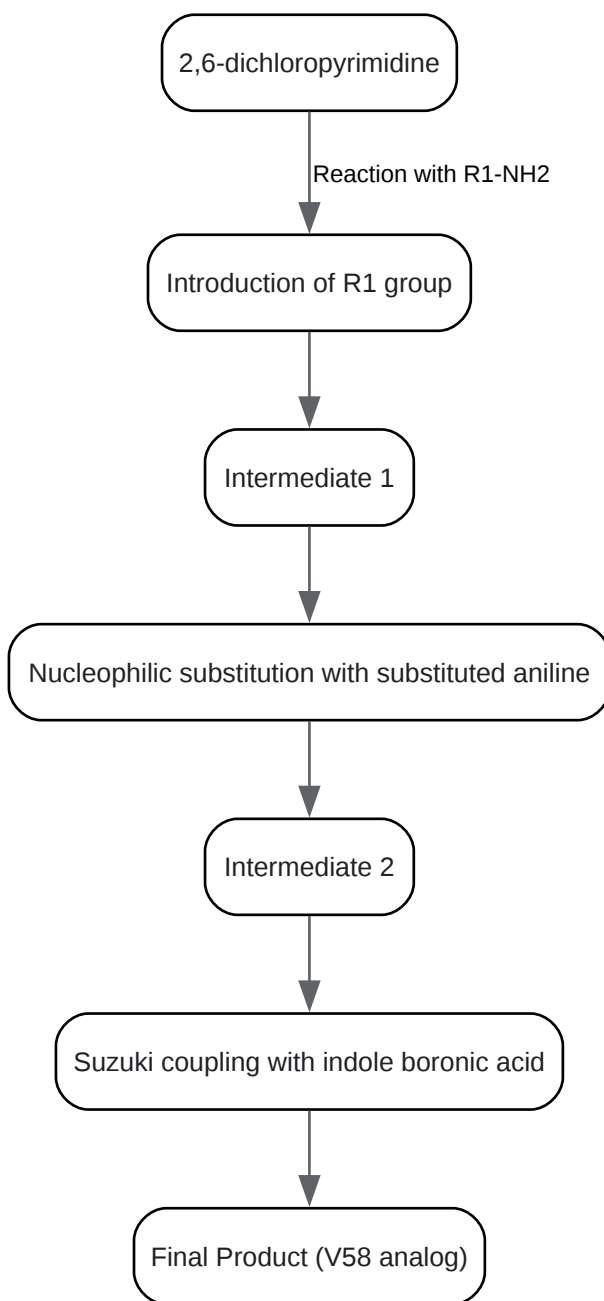 2,6-dichloropyrimidine
Reaction with R1-NH2
Introduction of R1 group
Intermediate 1
Nucleophilic substitution with substituted aniline
Intermediate 2
Suzuki coupling with indole boronic acid
Final Product (V58 analog)